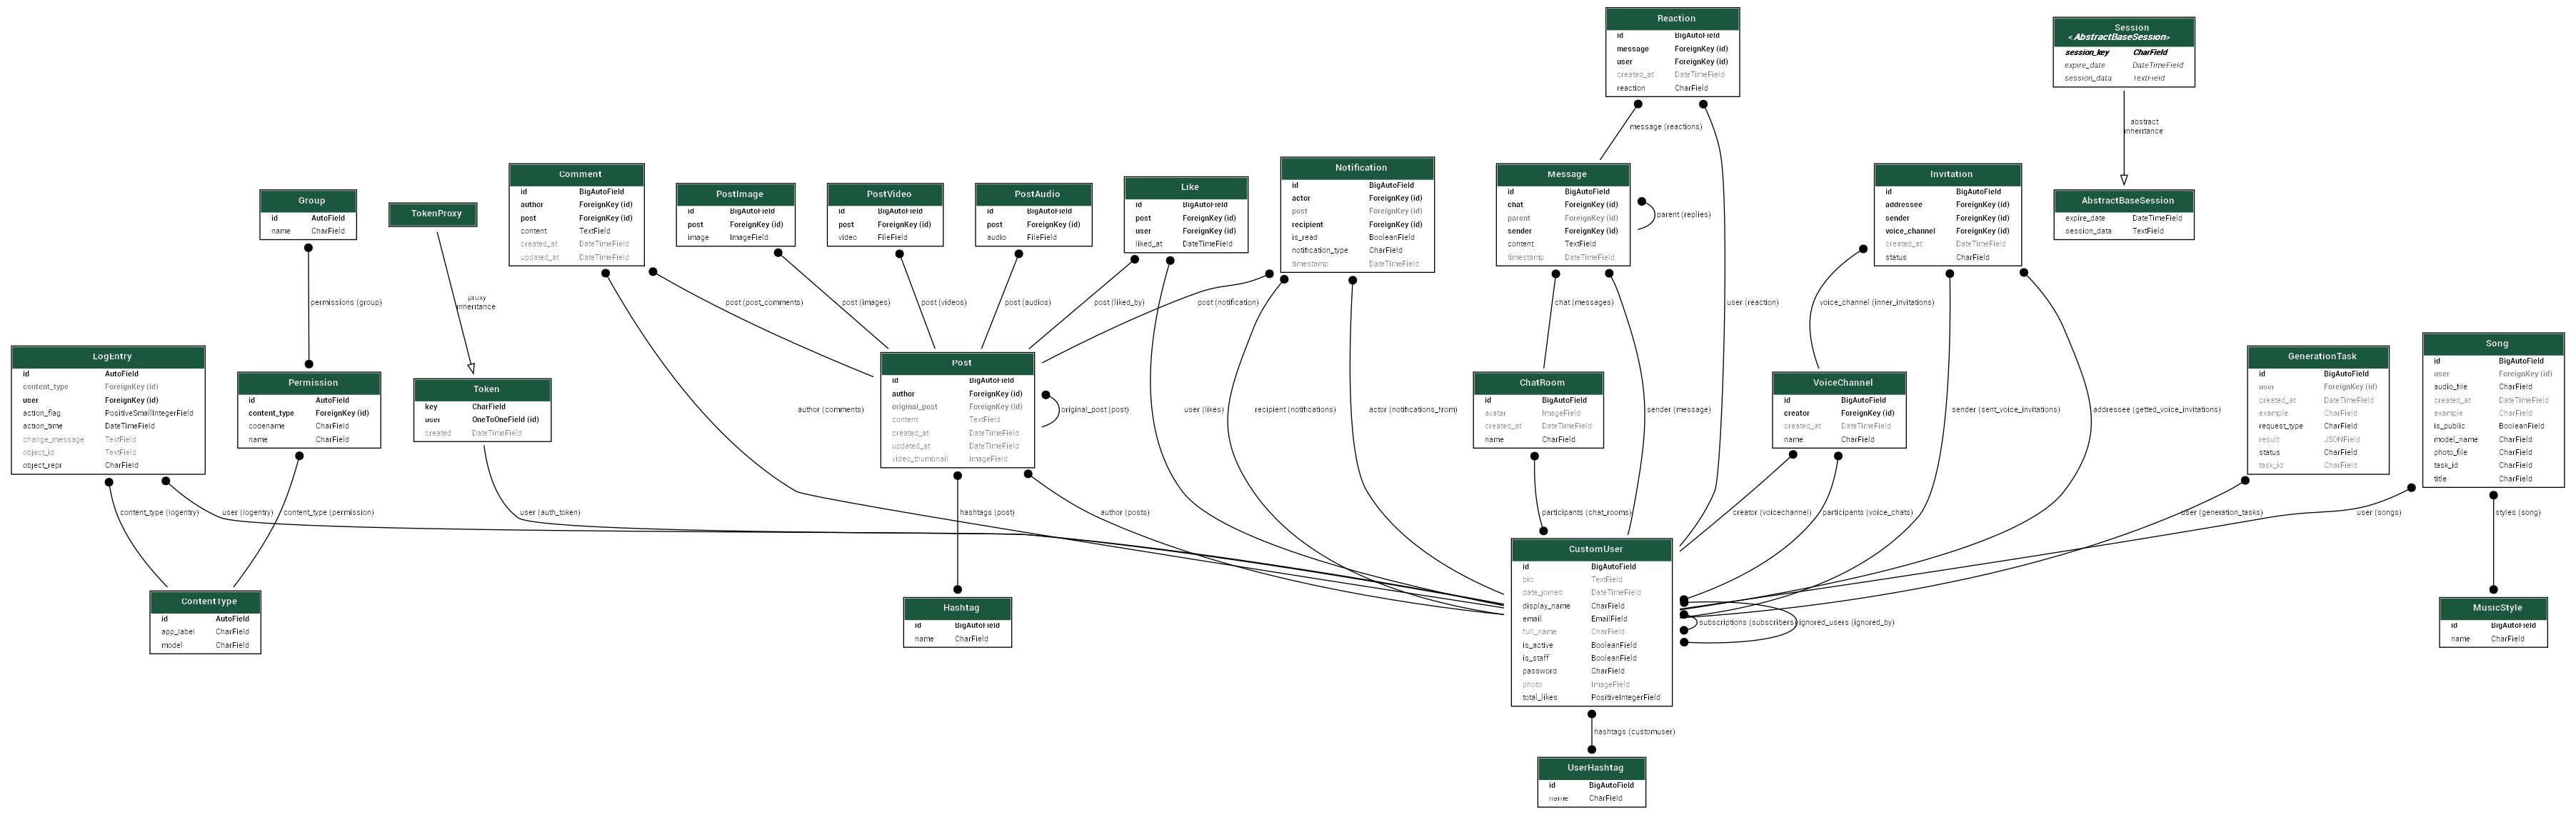 Reaction
id BigAutoField
message ForeignKey (id)
user ForeignKey (id)
created_at DateTimeField
reaction CharField
Session
<AbstractBaseSession>
session_key CharField
expire_date DateTimeField
session_data TextField
message (reactions)
abstract
inheritance
Comment
id BigAutoField
author ForeignKey (id)
post ForeignKey (id)
content TextField
created_at DateTimeField
updated_at DateTimeField
PostImage
id BigAutoField
post ForeignKey (id)
image ImageField
PostVideo
id BigAutoField
post ForeignKey (id)
video FileField
PostAudio
id BigAutoField
post ForeignKey (id)
audio FileField
Like
id BigAutoField
post ForeignKey (id)
user ForeignKey (id)
liked_at DateTimeField
Notification
id BigAutoField
actor ForeignKey (id)
post ForeignKey (id)
recipient ForeignKey (id)
is_read BooleanField
notification_type CharField
timestamp DateTimeField
Message
id BigAutoField
chat ForeignKey (id)
parent ForeignKey (id)
sender ForeignKey (id)
content TextField
timestamp DateTimeField
parent (replies)
Invitation
id BigAutoField
addressee ForeignKey (id)
sender ForeignKey (id)
voice_channel ForeignKey (id)
created_at DateTimeField
status CharField
AbstractBaseSession
expire_date DateTimeField
session_data TextField
Group
id AutoField
name CharField
TokenProxy
permissions (group)
proxy
inheritance
post (post_comments)
post (images)
post (videos)
post (audios)
post (liked_by)
post (notification)
chat (messages)
user (reaction)
voice_channel (inner_invitations)
LogEntry
id AutoField
content_type ForeignKey (id)
user ForeignKey (id)
action_flag PositiveSmallIntegerField
action_time DateTimeField
change_message TextField
object_id TextField
object_repr CharField
Permission
id AutoField
content_type ForeignKey (id)
codename CharField
name CharField
Token
key CharField
user OneToOneField (id)
created DateTimeField
Post
id BigAutoField
author ForeignKey (id)
original_post ForeignKey (id)
content TextField
created_at DateTimeField
updated_at DateTimeField
video_thumbnail ImageField
original_post (post)
ChatRoom
id BigAutoField
avatar ImageField
created_at DateTimeField
name CharField
VoiceChannel
id BigAutoField
creator ForeignKey (id)
created_at DateTimeField
name CharField
GenerationTask
id BigAutoField
user ForeignKey (id)
created_at DateTimeField
example CharField
request_type CharField
result JSONField
status CharField
task_id CharField
Song
id BigAutoField
user ForeignKey (id)
audio_file CharField
created_at DateTimeField
example CharField
is_public BooleanField
model_name CharField
photo_file CharField
task_id CharField
title CharField
author (comments)
user (likes)
recipient (notifications)
actor (notifications_from)
sender (message)
sender (sent_voice_invitations)
addressee (getted_voice_invitations)
content_type (logentry)
user (logentry)
content_type (permission)
user (auth_token)
hashtags (post)
author (posts)
participants (chat_rooms)
creator (voicechannel)
participants (voice_chats)
user (generation_tasks)
user (songs)
styles (song)
ContentType
id AutoField
app_label CharField
model CharField
Hashtag
id BigAutoField
name CharField
CustomUser
id BigAutoField
bio TextField
date_joined DateTimeField
display_name CharField
email EmailField
full_name CharField
is_active BooleanField
is_staff BooleanField
password CharField
photo ImageField
total_likes PositiveIntegerField
subscriptions (subscribers)
ignored_users (ignored_by)
MusicStyle
id BigAutoField
name CharField
hashtags (customuser)
UserHashtag
id BigAutoField
name CharField